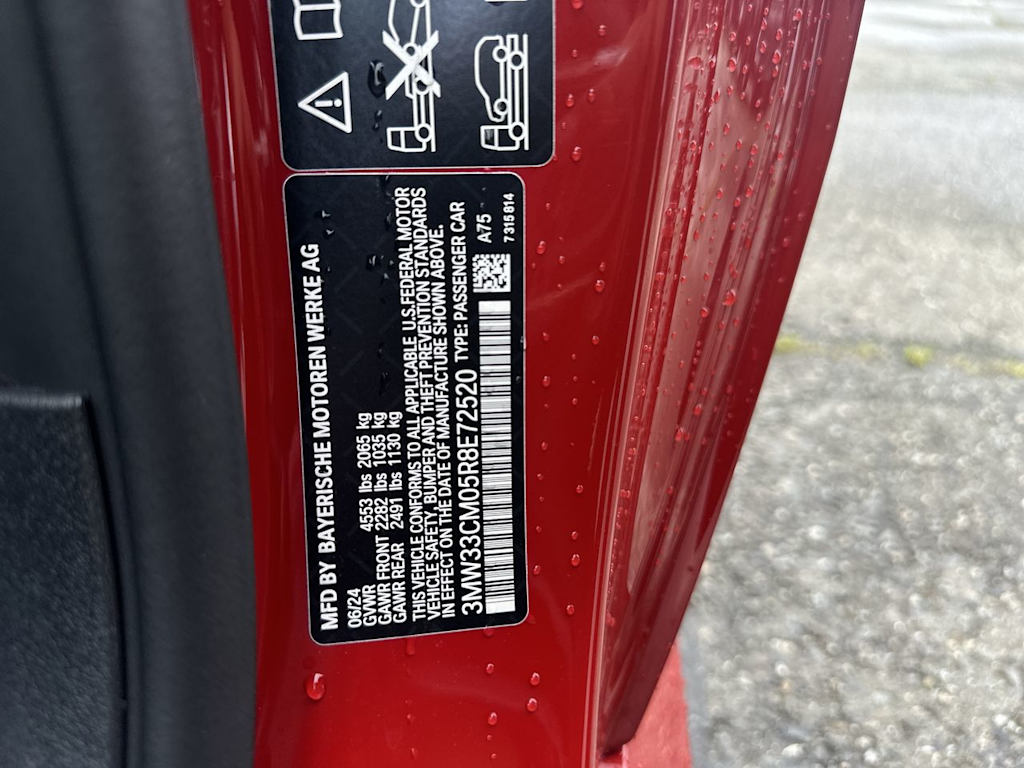 MFD BY BAYERISCHE MOTOREN WERKE AG
06/24
GVWR 4553 lbs 2065 kg
GAWR FRONT 2282 lbs 1035 kg
GAWR REAR 2491 lbs 1130 kg
THIS VEHICLE CONFORMS TO ALL APPLICABLE U.S.FEDERAL MOTOR
VEHICLE SAFETY, BUMPER AND THEFT PREVENTION STANDARDS
IN EFFECT ON THE DATE OF MANUFACTURE SHOWN ABOVE.
3MW33CM05R8E72520 TYPE: PASSENGER CAR
A75
7 315 814